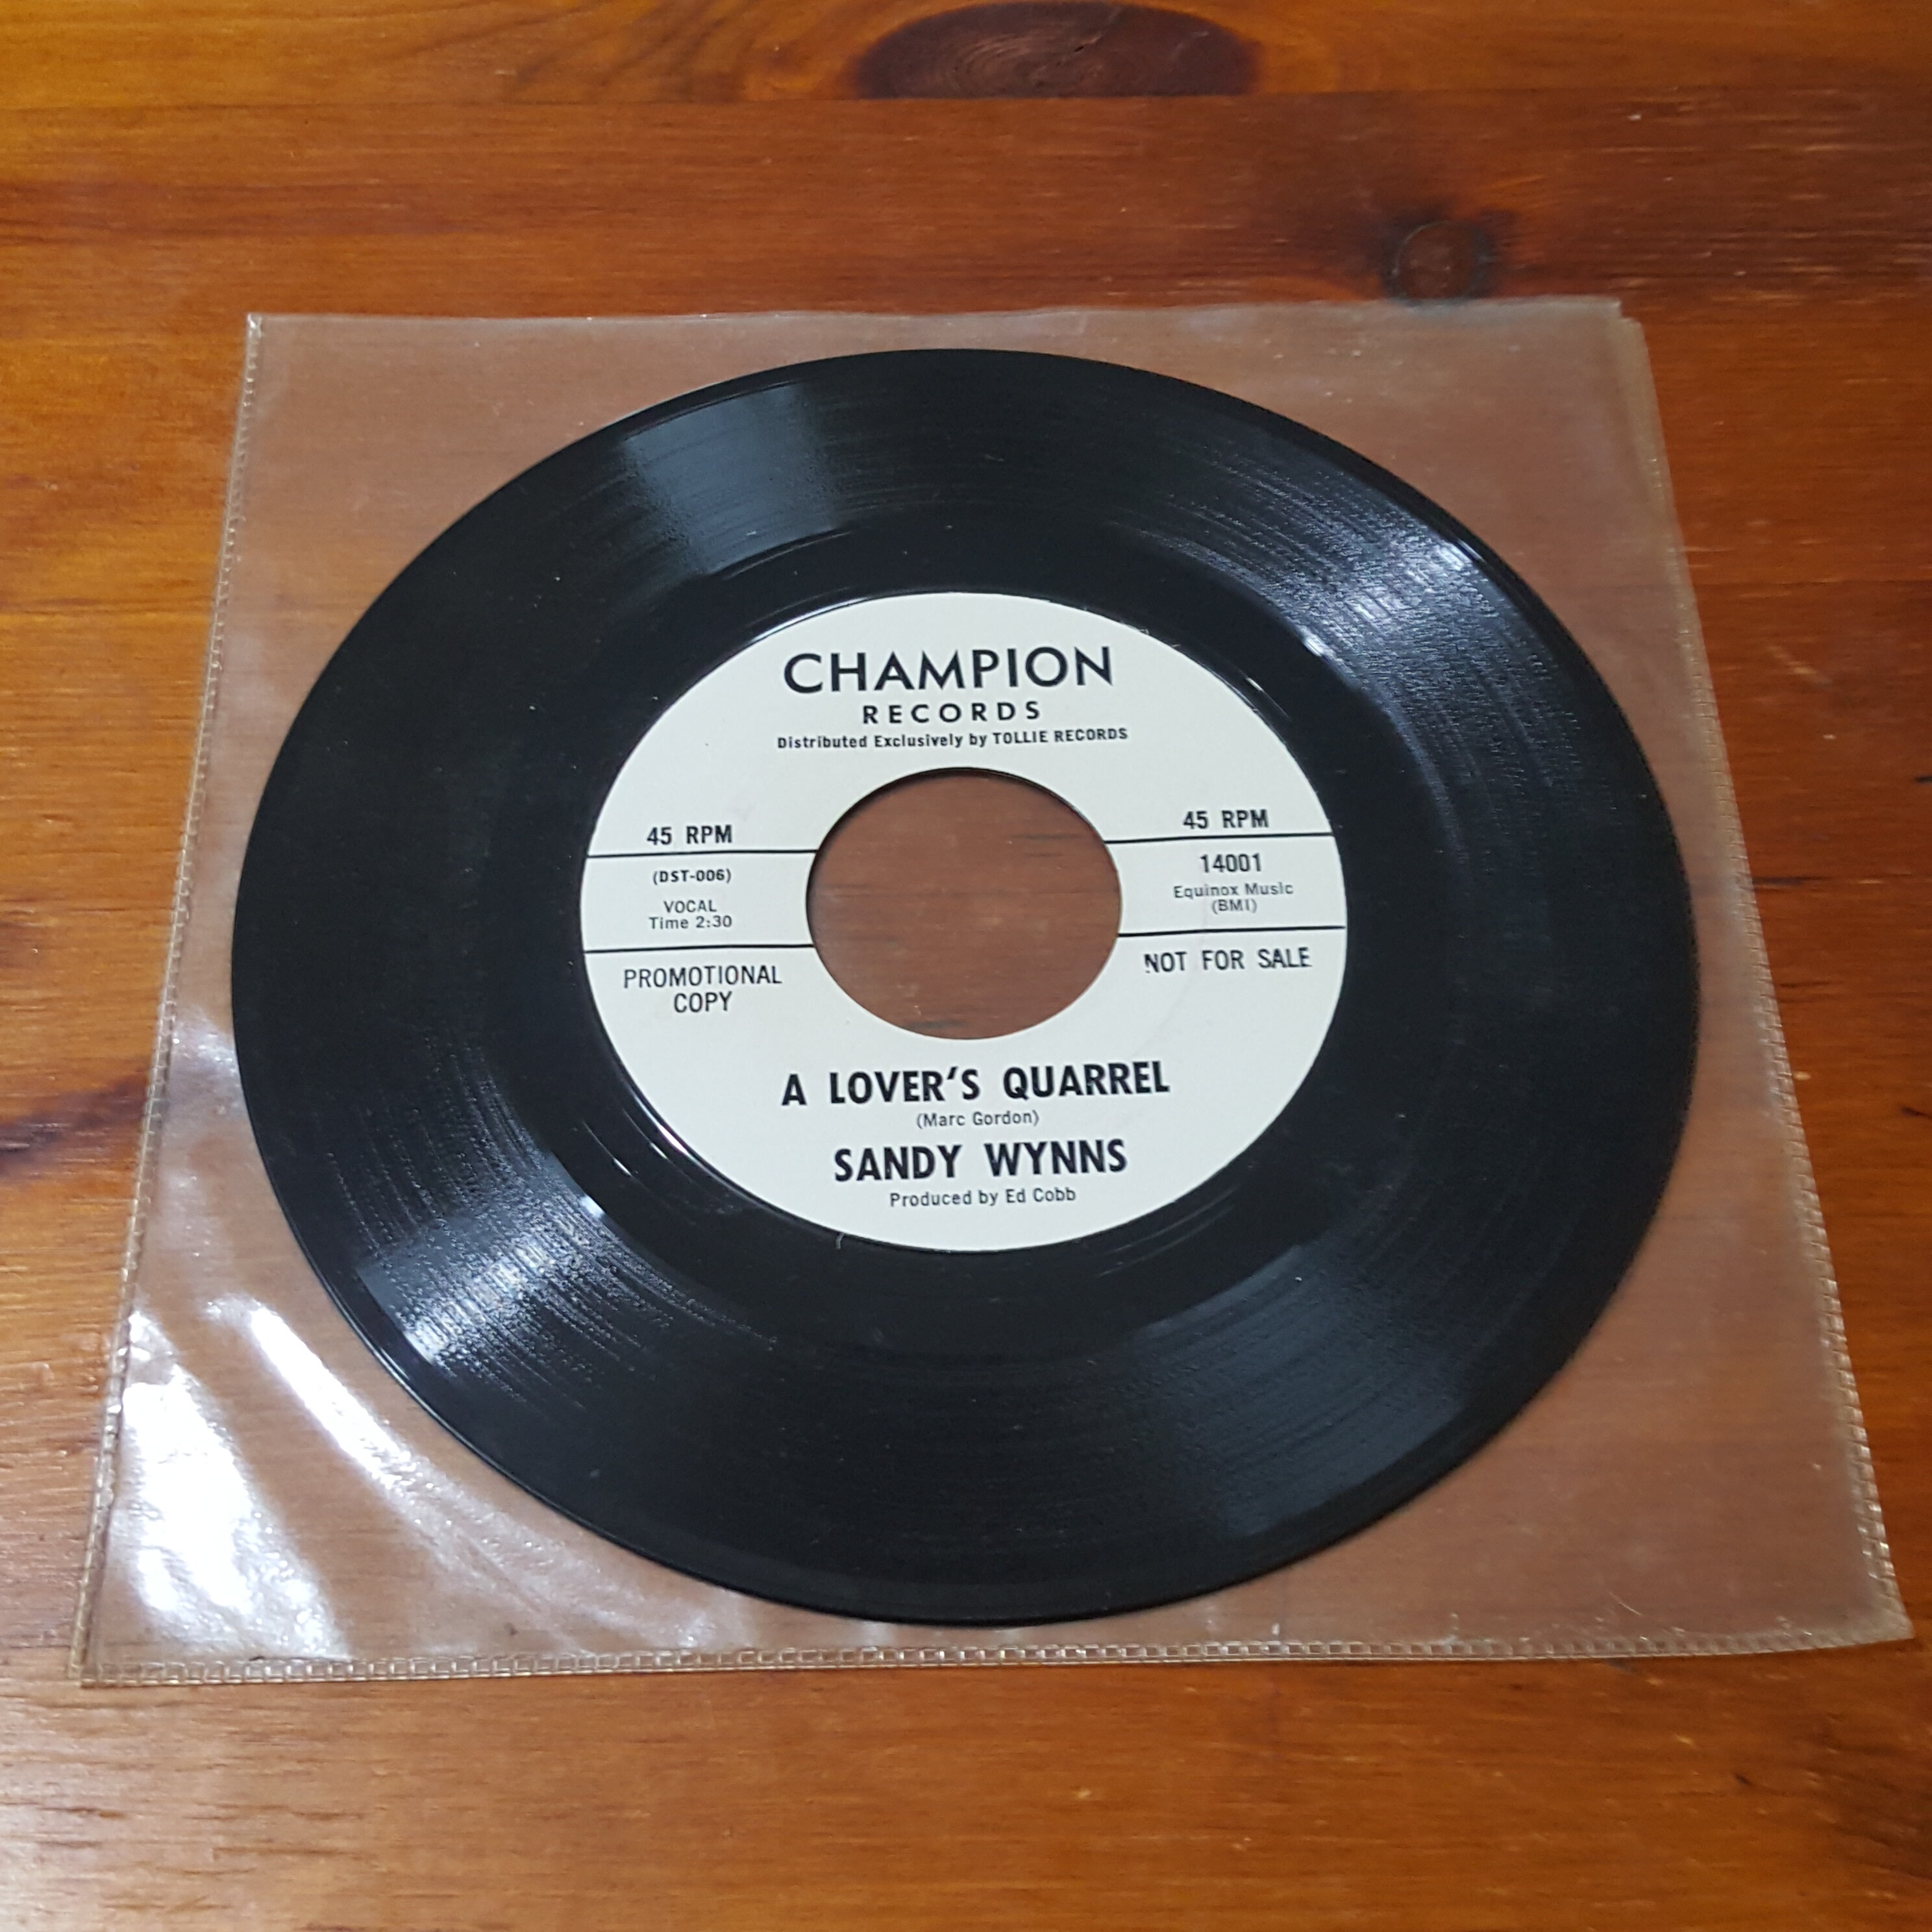 CHAMPION
RECORDS
Distributed Exclusively by TOLLIE RECORDS
45 RPM
(DST-006)
VOCAL
Time 2:30
PROMOTIONAL
COPY
45 RPM
14001
Equinox Music
(BMI)
NOT FOR SALE
A LOVER'S QUARREL
(Marc Gordon)
SANDY WYNNS
Produced by Ed Cobb